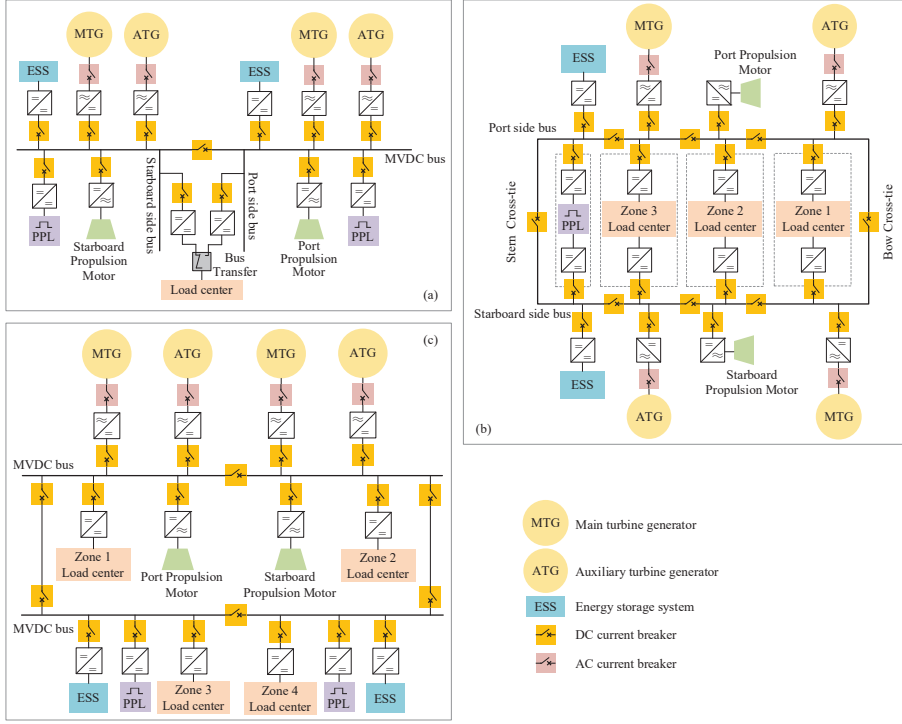 MTG
ATG
MTG
ATG
ESS
ESS
MVDC bus
Starboard side bus
Port side bus
PPL
Starboard
Propulsion
Motor
Bus
Transfer
Port
Propulsion
Motor
PPL
Load center
(a)
MTG
ATG
ESS
Port Propulsion
Motor
Port side bus
Stern Cross-tie
PPL
Zone 3
Load center
Zone 2
Load center
Zone 1
Load center
Bow Cross-tie
Starboard side bus
ESS
Starboard
Propulsion Motor
ATG
MTG
(b)
(c)
MTG
ATG
MTG
ATG
MVDC bus
Zone 1
Load center
Port Propulsion
Motor
Starboard
Propulsion Motor
Zone 2
Load center
MVDC bus
ESS
PPL
Zone 3
Load center
Zone 4
Load center
PPL
ESS
MTG
Main turbine generator
ATG
Auxiliary turbine generator
ESS
Energy storage system
DC current breaker
AC current breaker